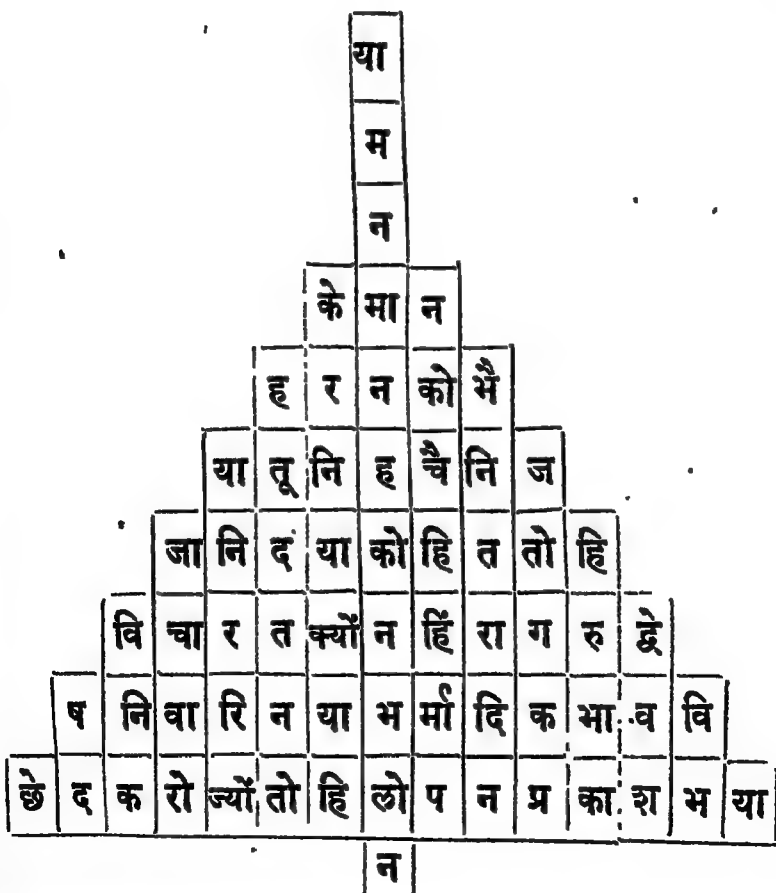 या
म
न
के मा न
ह र न को भै
या तू नि ह चै नि ज
जा नि द या को हि त तो हि
वि चा र त क्यों न हिं रा ग रु द्वे
ष नि वा रि न या भ र्मा दि क भा व वि
छे द क रो ज्यों तो हि लो प न प्र का श भ या
न